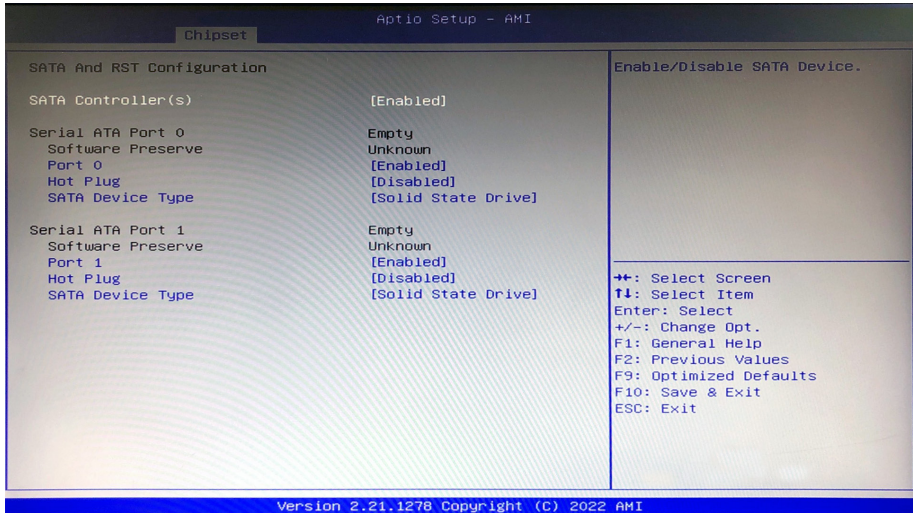 Aptio Setup – AMI
Chipset
SATA And RST Configuration
SATA Controller(s) [Enabled]
Serial ATA Port 0 Empty
Software Preserve Unknown
Port 0 [Enabled]
Hot Plug [Disabled]
SATA Device Type [Solid State Drive]
Serial ATA Port 1 Empty
Software Preserve Unknown
Port 1 [Enabled]
Hot Plug [Disabled]
SATA Device Type [Solid State Drive]
Enable/Disable SATA Device.
→←: Select Screen
↑↓: Select Item
Enter: Select
+/-: Change Opt.
F1: General Help
F2: Previous Values
F9: Optimized Defaults
F10: Save & Exit
ESC: Exit
Version 2.21.1278 Copyright (C) 2022 AMI